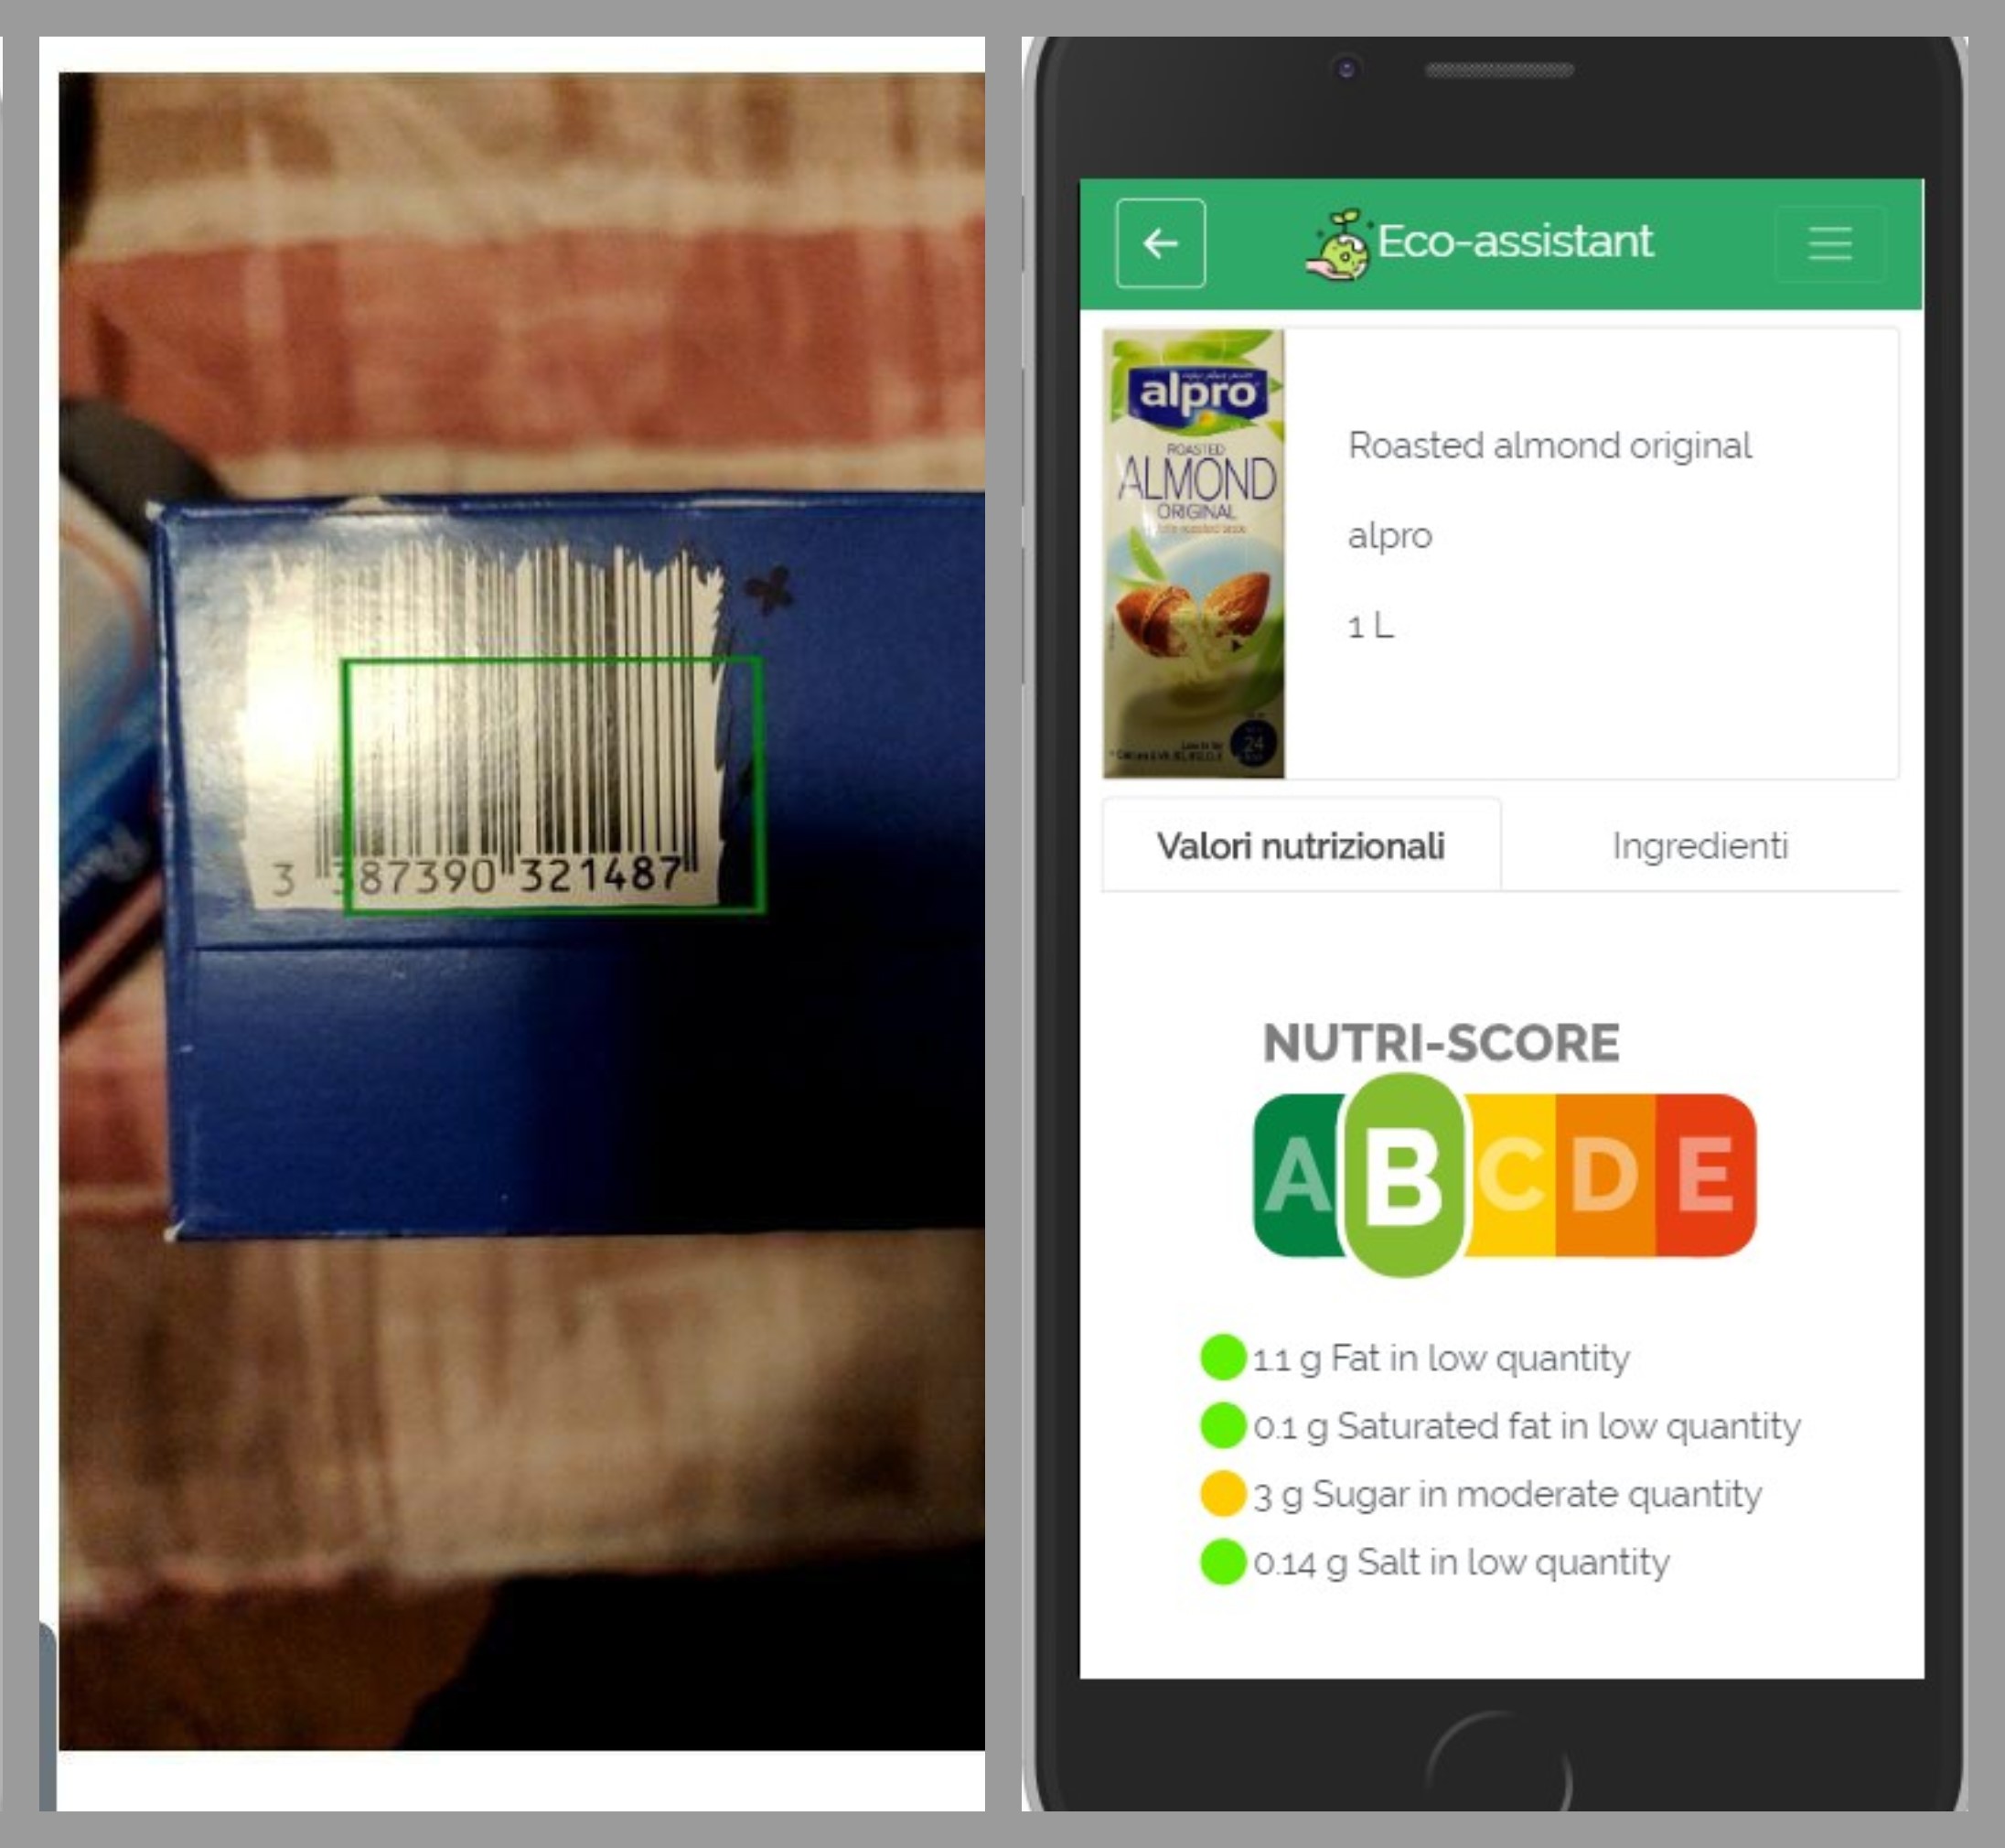 3 387390 321487
Eco-assistant
alpro
ROASTED
ALMOND
ORIGINAL
24
Roasted almond original
alpro
1 L
Valori nutrizionali
Ingredienti
NUTRI-SCORE
A B C D E
1.1 g Fat in low quantity
0.1 g Saturated fat in low quantity
3 g Sugar in moderate quantity
0.14 g Salt in low quantity